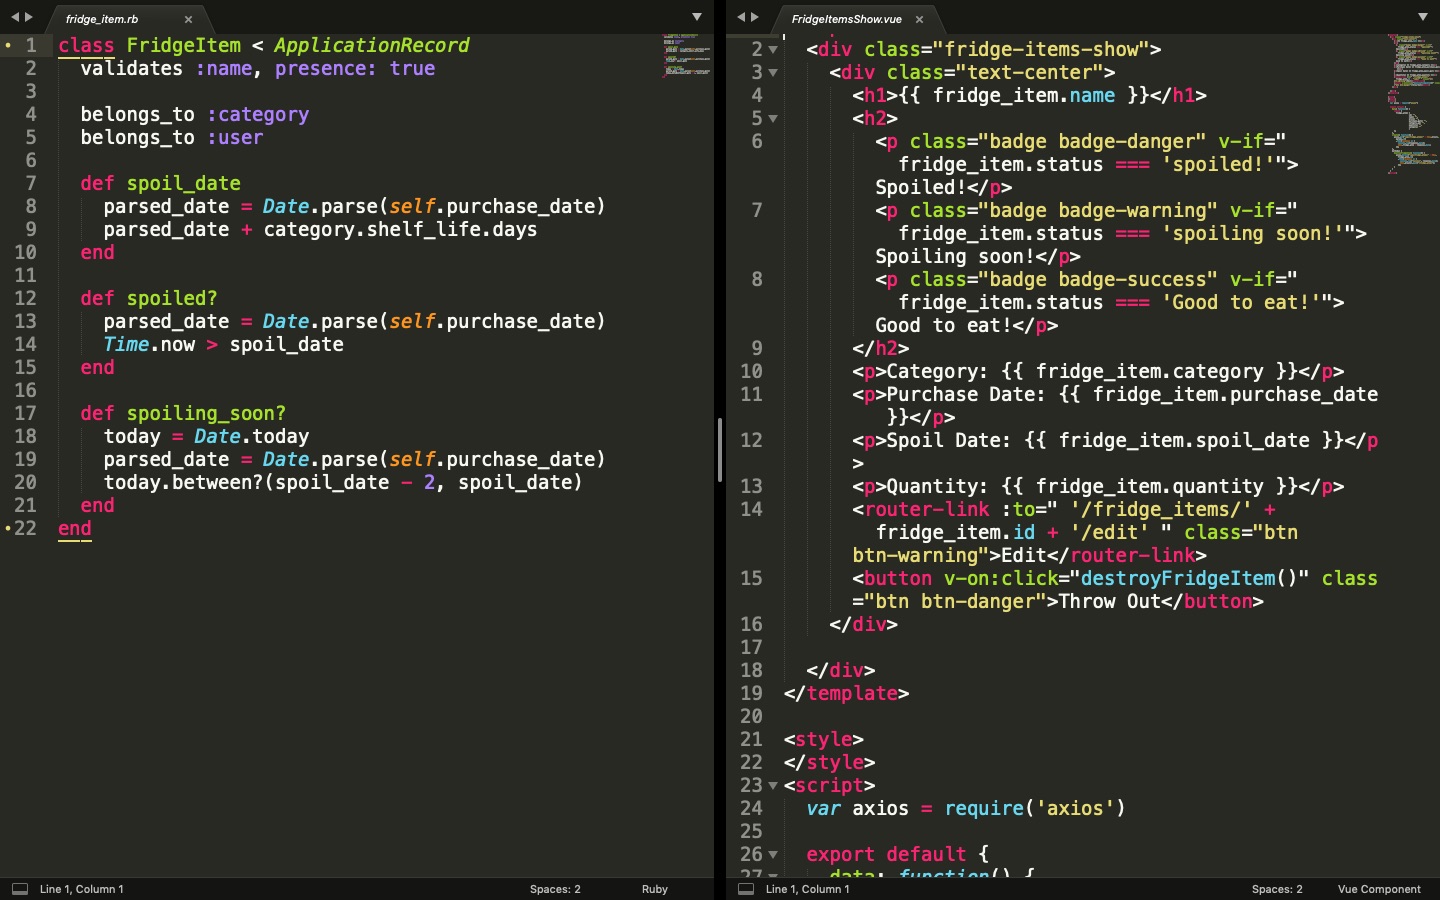 fridge_item.rb ×
1 class FridgeItem < ApplicationRecord
2 validates :name, presence: true
3
4 belongs_to :category
5 belongs_to :user
6
7 def spoil_date
8 parsed_date = Date.parse(self.purchase_date)
9 parsed_date + category.shelf_life.days
10 end
11
12 def spoiled?
13 parsed_date = Date.parse(self.purchase_date)
14 Time.now > spoil_date
15 end
16
17 def spoiling_soon?
18 today = Date.today
19 parsed_date = Date.parse(self.purchase_date)
20 today.between?(spoil_date - 2, spoil_date)
21 end
22 end
Line 1, Column 1 Spaces: 2 Ruby
FridgeItemsShow.vue ×
2 <div class="fridge-items-show">
3 <div class="text-center">
4 <h1>{{ fridge_item.name }}</h1>
5 <h2>
6 <p class="badge badge-danger" v-if="
fridge_item.status === 'spoiled!'">
Spoiled!</p>
7 <p class="badge badge-warning" v-if="
fridge_item.status === 'spoiling soon!'">
Spoiling soon!</p>
8 <p class="badge badge-success" v-if="
fridge_item.status === 'Good to eat!'">
Good to eat!</p>
9 </h2>
10 <p>Category: {{ fridge_item.category }}</p>
11 <p>Purchase Date: {{ fridge_item.purchase_date
}}</p>
12 <p>Spoil Date: {{ fridge_item.spoil_date }}</p
>
13 <p>Quantity: {{ fridge_item.quantity }}</p>
14 <router-link :to=" '/fridge_items/' +
fridge_item.id + '/edit' " class="btn
btn-warning">Edit</router-link>
15 <button v-on:click="destroyFridgeItem()" class
="btn btn-danger">Throw Out</button>
16 </div>
17
18 </div>
19 </template>
20
21 <style>
22 </style>
23 <script>
24 var axios = require('axios')
25
26 export default {
27 data: function() {
Line 1, Column 1 Spaces: 2 Vue Component